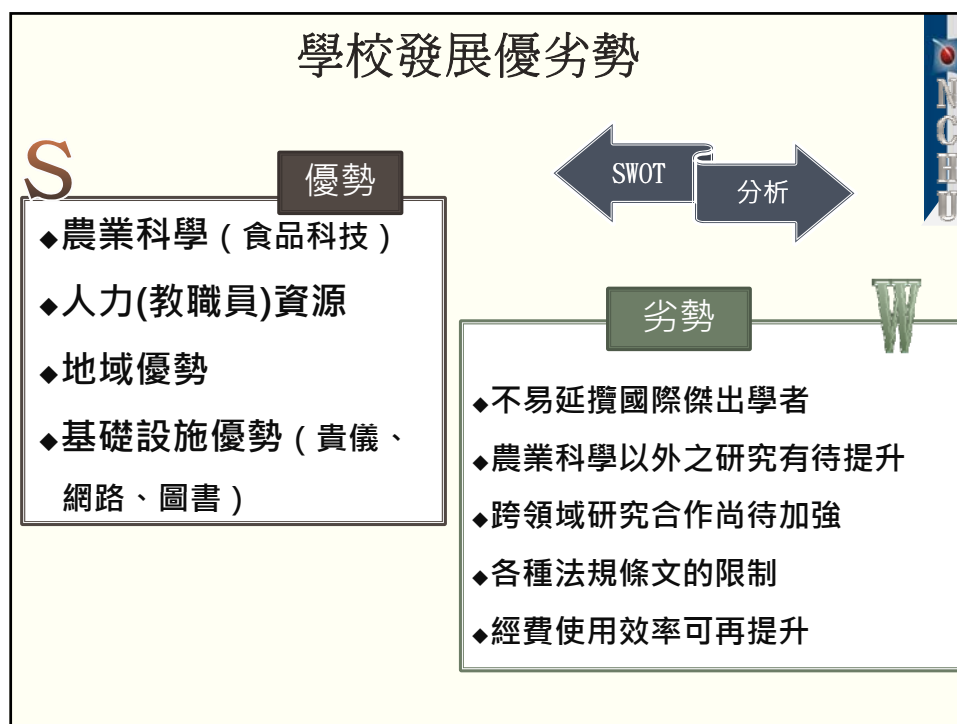 學校發展優劣勢
NCHU
S
優勢
SWOT
分析
◆農業科學（食品科技）
◆人力(教職員)資源
◆地域優勢
◆基礎設施優勢（貴儀、
網路、圖書）
劣勢
W
◆不易延攬國際傑出學者
◆農業科學以外之研究有待提升
◆跨領域研究合作尚待加強
◆各種法規條文的限制
◆經費使用效率可再提升